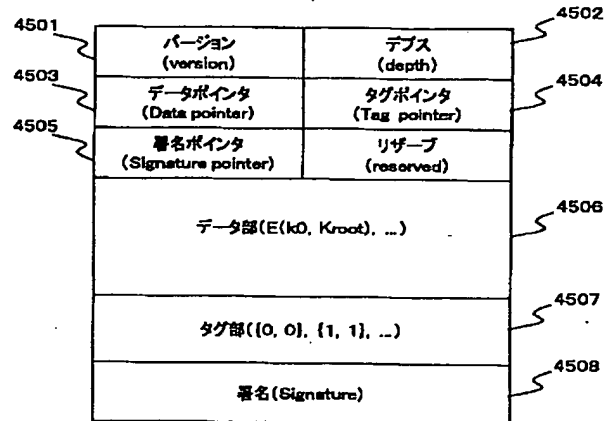 4501
バージョン
(version)
デプス
(depth)
4502
4503
データポインタ
(Data pointer)
タグポインタ
(Tag pointer)
4504
4505
署名ポインタ
(Signature pointer)
リザーブ
(reserved)
データ部(E(k0, Kroot), ...)
4506
タグ部({0, 0}, {1, 1}, ...)
4507
署名(Signature)
4508